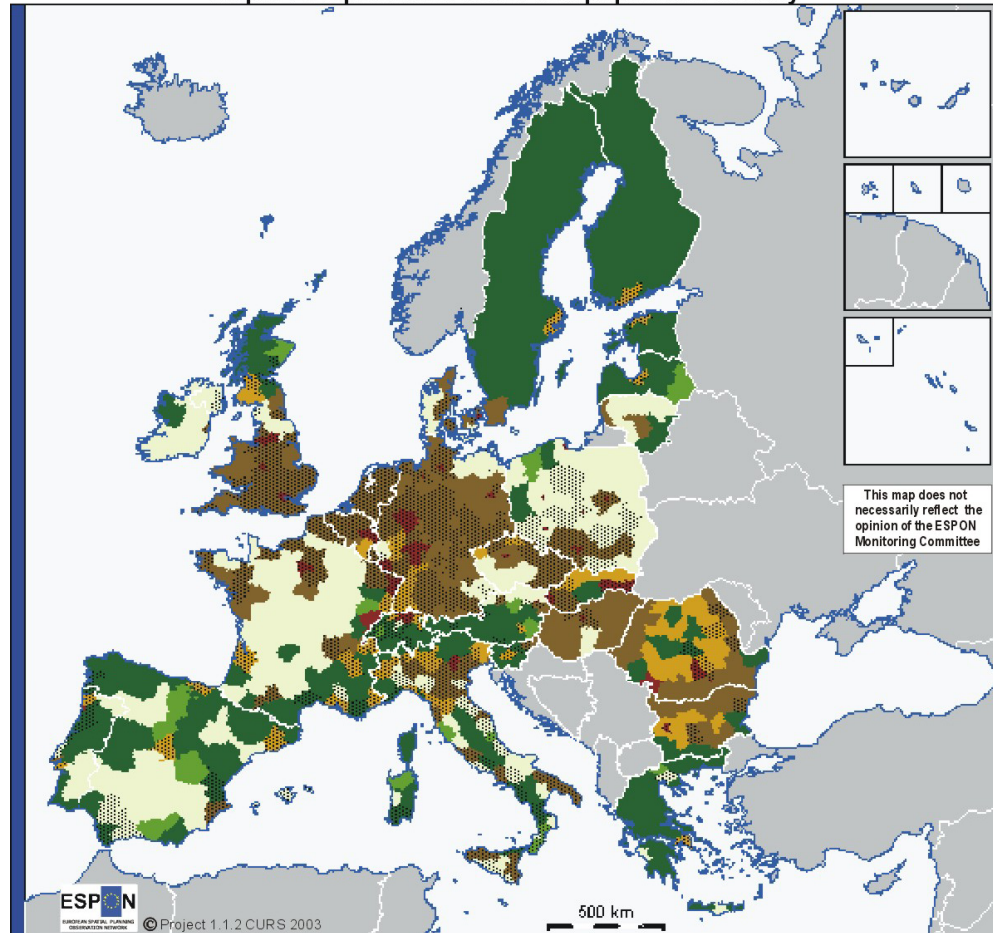 This map does not
necessarily reflect the
opinion of the ESPON
Monitoring Committee
ESPON
EUROPEAN SPATIAL PLANNING
OBSERVATION NETWORK
© Project 1.1.2 CURS 2003
500 km